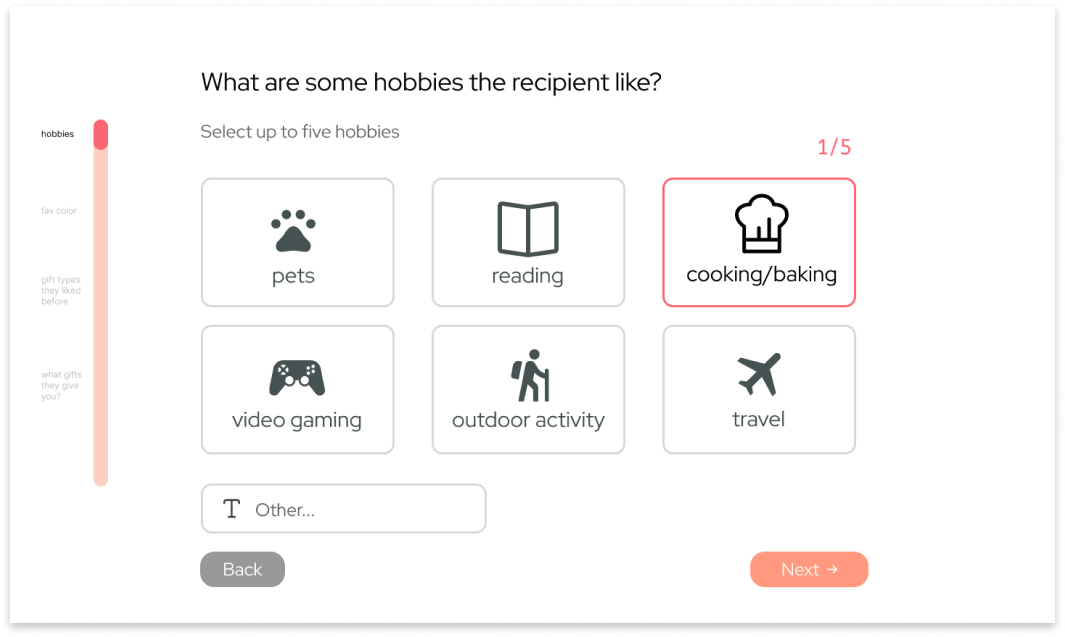 What are some hobbies the recipient like?
Select up to five hobbies
1/5
hobbies
fav color
gift types
they liked
before
what gifts
they give
you?
pets
reading
cooking/baking
video gaming
outdoor activity
travel
T Other...
Back
Next →